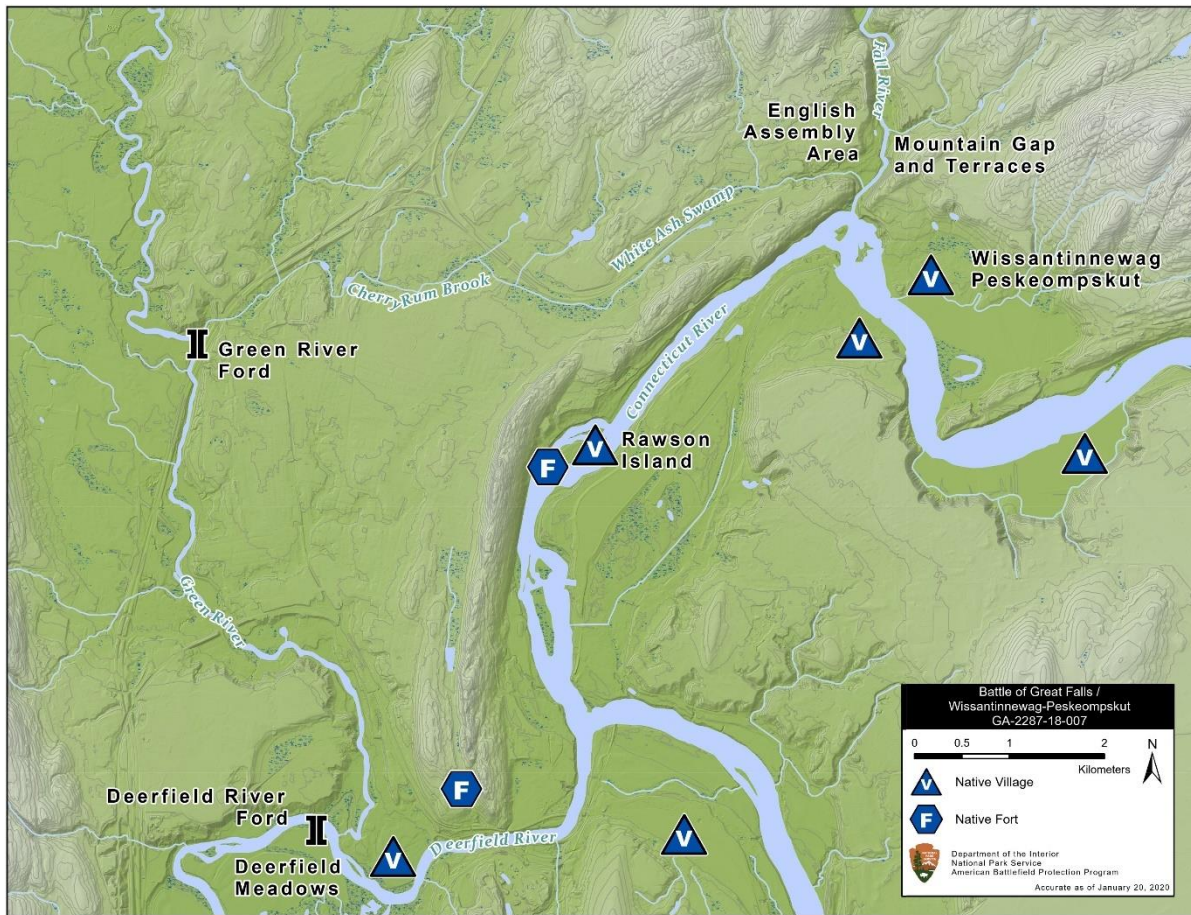 Fall River
English
Assembly
Area
Mountain Gap
and Terraces
White Ash Swamp
Wissantinnewag
Peskeompskut
V
Cherry Rum Brook
Connecticut River
V
Green River
Ford
V
Rawson
Island
F
V
Green River
F
Deerfield River
Ford
Deerfield
Meadows
V
Deerfield River
V
Battle of Great Falls /
Wissantinnewag-Peskeompskut
GA-2287-18-007
0 0.5 1 2
Kilometers
N
V Native Village
F Native Fort
Department of the Interior
National Park Service
American Battlefield Protection Program
Accurate as of January 20, 2020